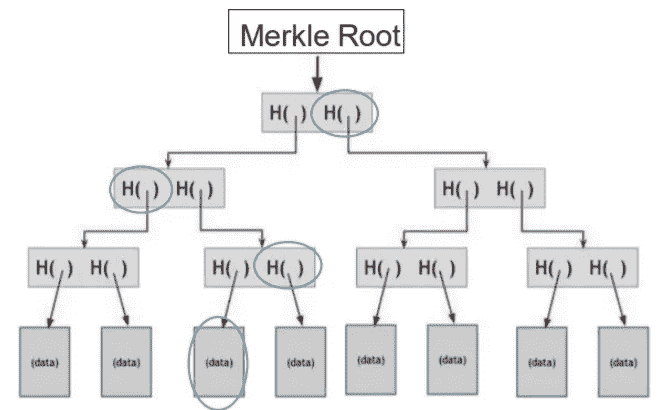 Merkle Root
H( ) H( )
H( ) H( ) H( ) H( )
H( ) H( ) H( ) H( ) H( ) H( ) H( ) H( )
(data) (data) (data) (data) (data) (data) (data) (data)